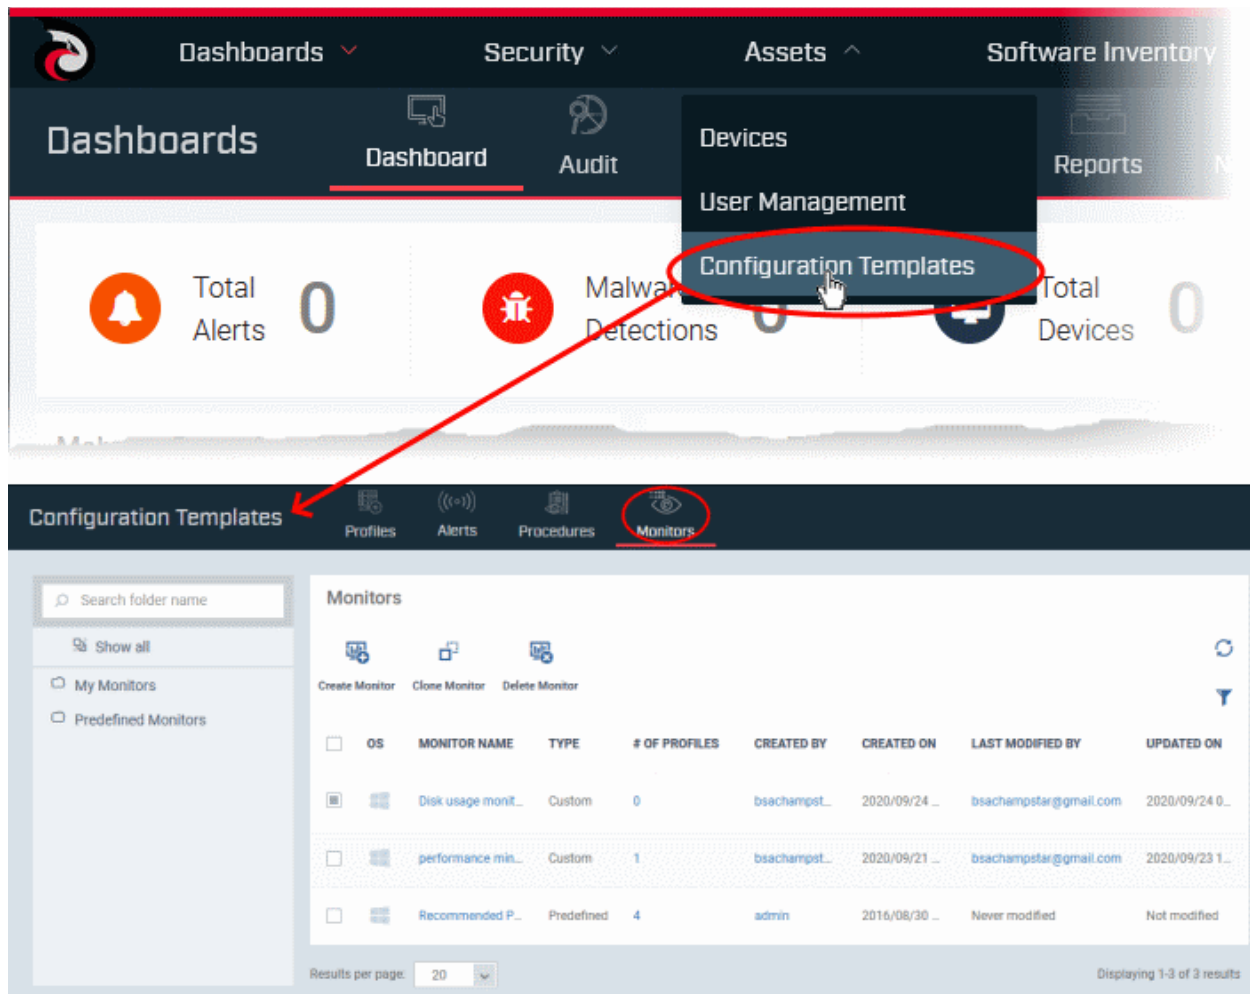 Dashboards Security Assets Software Inventory
Dashboards Dashboard Audit Reports N
Devices
User Management
Configuration Templates
Total Alerts 0
Detections 0
Total Devices 0
Configuration Templates Profiles Alerts Procedures Monitors
Search folder name
Show all
My Monitors
Predefined Monitors
Monitors
Create Monitor Clone Monitor Delete Monitor
OS MONITOR NAME TYPE # OF PROFILES CREATED BY CREATED ON LAST MODIFIED BY UPDATED ON
Disk usage monit... Custom 0 bsachampst... 2020/09/24 ... bsachampstar@gmail.com 2020/09/24 0...
performance min... Custom 1 bsachampst... 2020/09/21 ... bsachampstar@gmail.com 2020/09/23 1...
Recommended P... Predefined 4 admin 2016/08/30 ... Never modified Not modified
Results per page: 20 Displaying 1-3 of 3 results